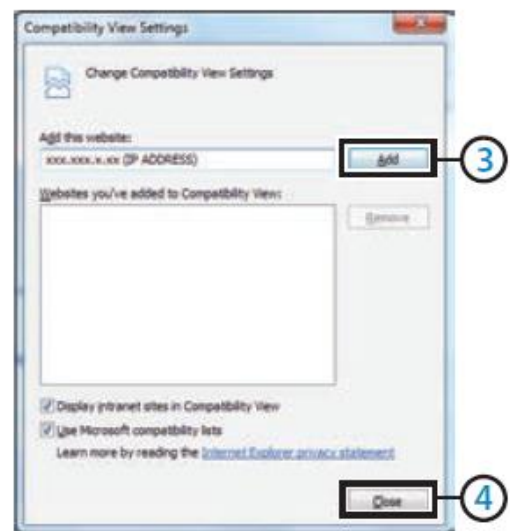 Compatibility View Settings
Change Compatibility View Settings
Add this website:
xxx.xxx.x.xx (IP ADDRESS)
Add
3
Websites you've added to Compatibility View:
Remove
Display intranet sites in Compatibility View
Use Microsoft compatibility lists
Learn more by reading the Internet Explorer privacy statement
Close
4